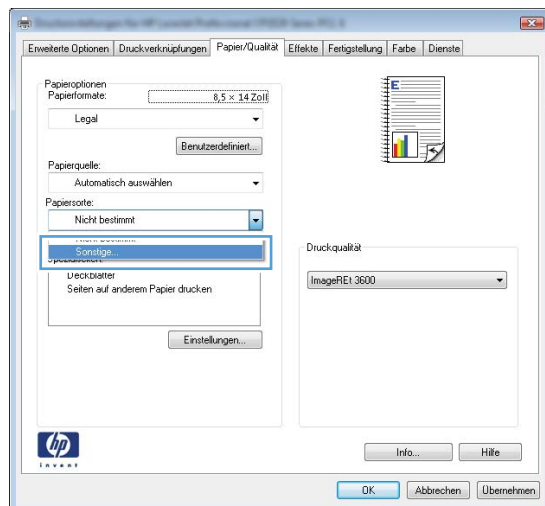 Erweiterte Optionen Druckverknüpfungen Papier/Qualität Effekte Fertigstellung Farbe Dienste
Papieroptionen
Papierformate: 8,5 × 14 Zoll
Legal
Benutzerdefiniert...
Papierquelle:
Automatisch auswählen
Papiersorte:
Nicht bestimmt
Sonstige...
Deckblätter
Seiten auf anderem Papier drucken
Einstellungen...
E
Druckqualität
ImageREt 3600
hp
invent
Info... Hilfe
OK Abbrechen Übernehmen